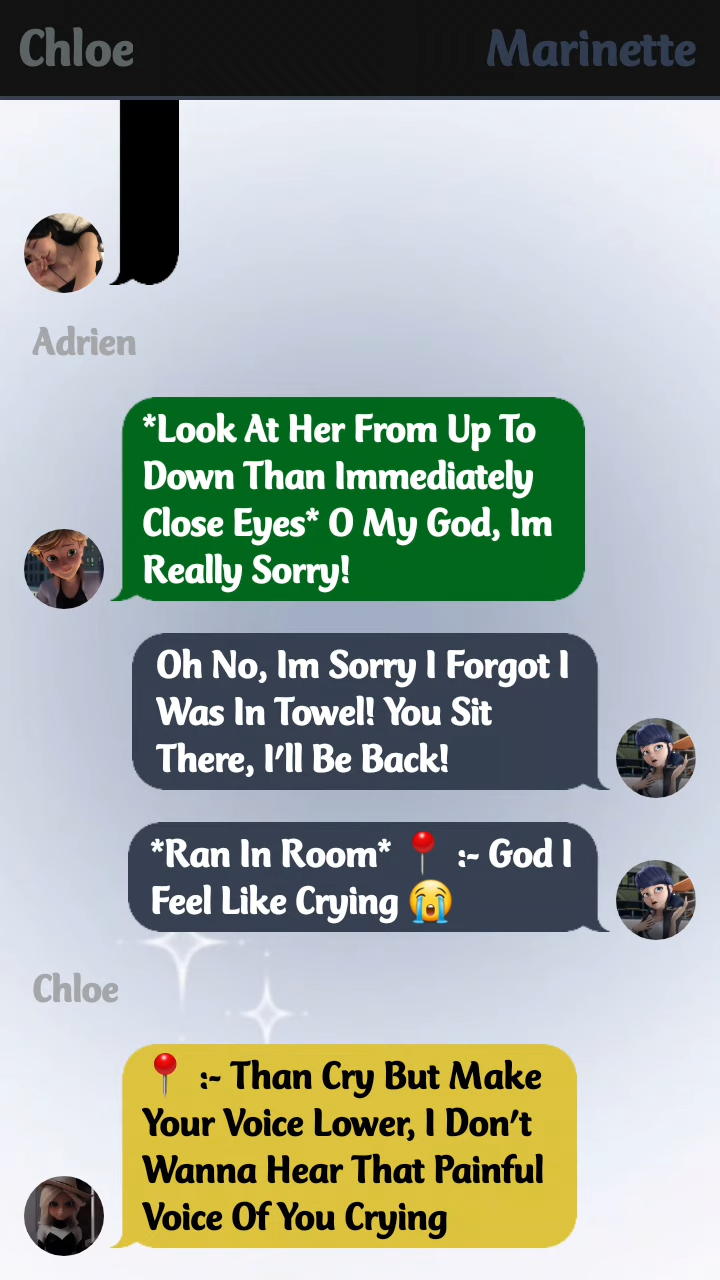 Chloe
Marinette
Adrien
*Look At Her From Up To
Down Than Immediately
Close Eyes* O My God, Im
Really Sorry!
Oh No, Im Sorry I Forgot I
Was In Towel! You Sit
There, I'll Be Back!
*Ran In Room* 📍 :- God I
Feel Like Crying 😭
Chloe
📍 :- Than Cry But Make
Your Voice Lower, I Don't
Wanna Hear That Painful
Voice Of You Crying